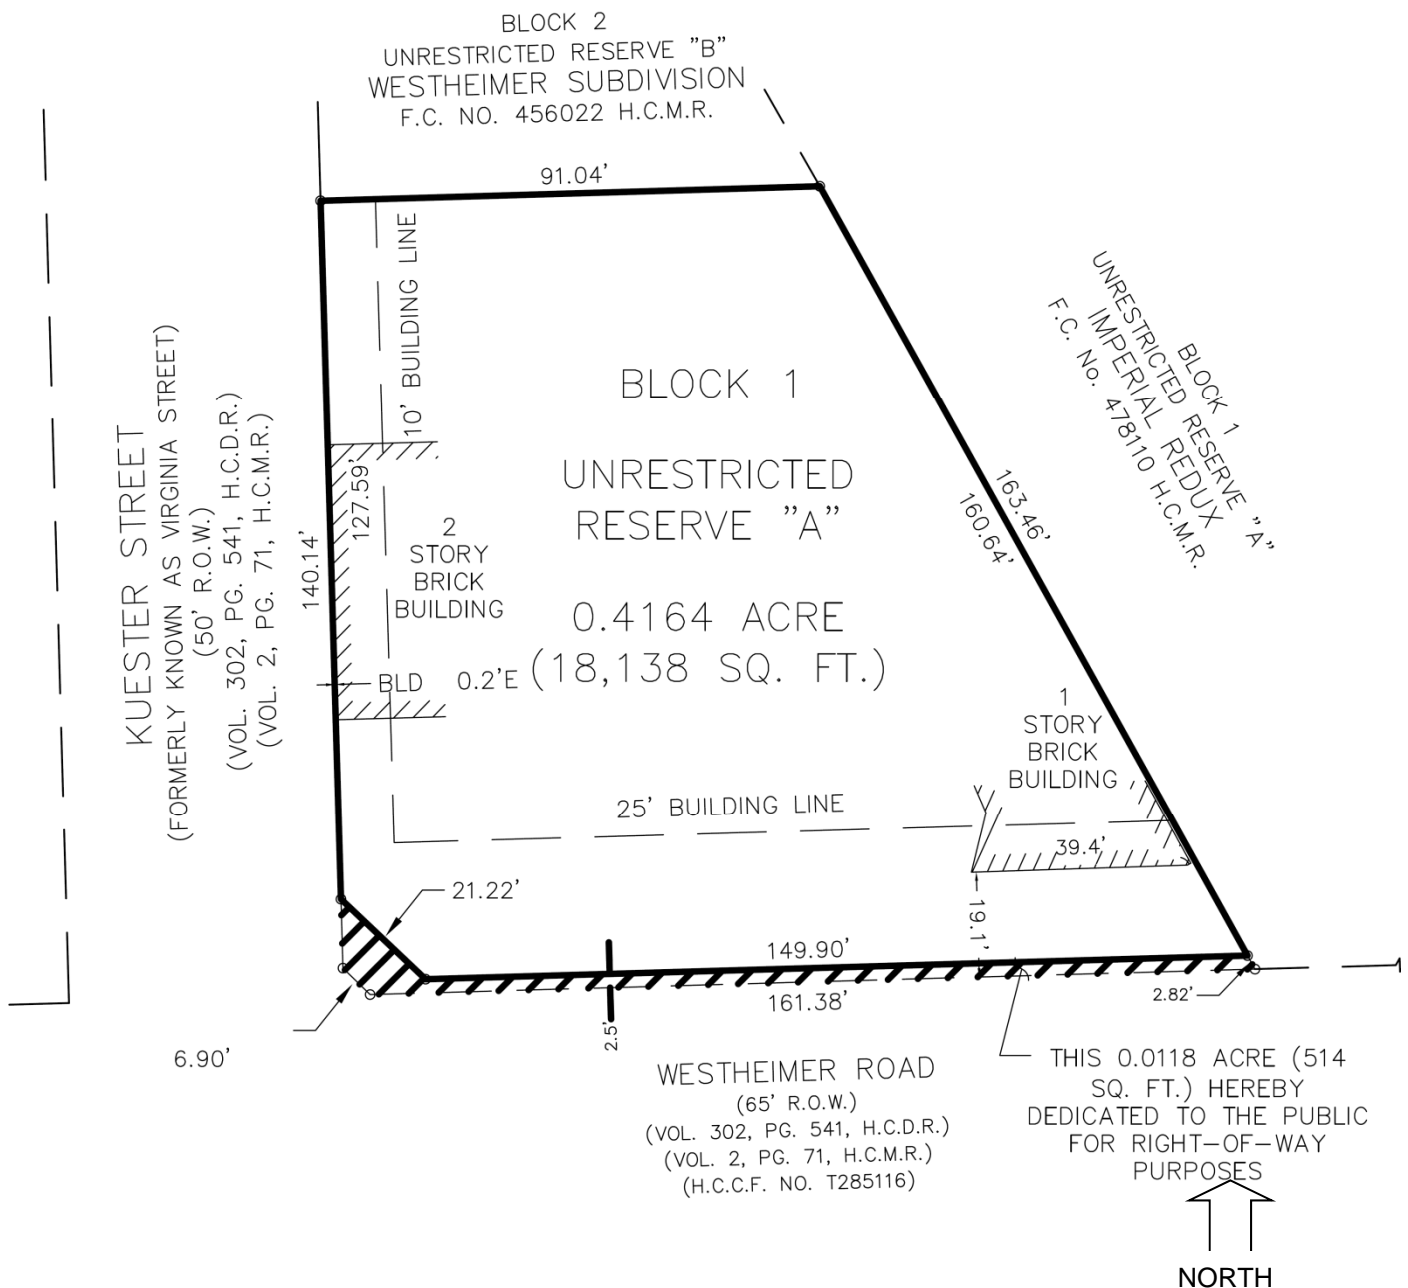 BLOCK 2
UNRESTRICTED RESERVE "B"
WESTHEIMER SUBDIVISION
F.C. NO. 456022 H.C.M.R.
91.04'
10' BUILDING LINE
BLOCK 1
UNRESTRICTED RESERVE "A"
IMPERIAL REDUX
F.C. No. 478110 H.C.M.R.
KUESTER STREET
(FORMERLY KNOWN AS VIRGINIA STREET)
(50' R.O.W.)
(VOL. 302, PG. 541, H.C.D.R.)
(VOL. 2, PG. 71, H.C.M.R.)
140.14'
127.59'
BLOCK 1
UNRESTRICTED
RESERVE "A"
0.4164 ACRE
(18,138 SQ. FT.)
163.46'
160.64'
2
STORY
BRICK
BUILDING
BLD 0.2'E
1
STORY
BRICK
BUILDING
25' BUILDING LINE
39.4'
19.1'
21.22'
149.90'
161.38'
2.82'
2.5'
6.90'
WESTHEIMER ROAD
(65' R.O.W.)
(VOL. 302, PG. 541, H.C.D.R.)
(VOL. 2, PG. 71, H.C.M.R.)
(H.C.C.F. NO. T285116)
THIS 0.0118 ACRE (514
SQ. FT.) HEREBY
DEDICATED TO THE PUBLIC
FOR RIGHT-OF-WAY
PURPOSES
NORTH